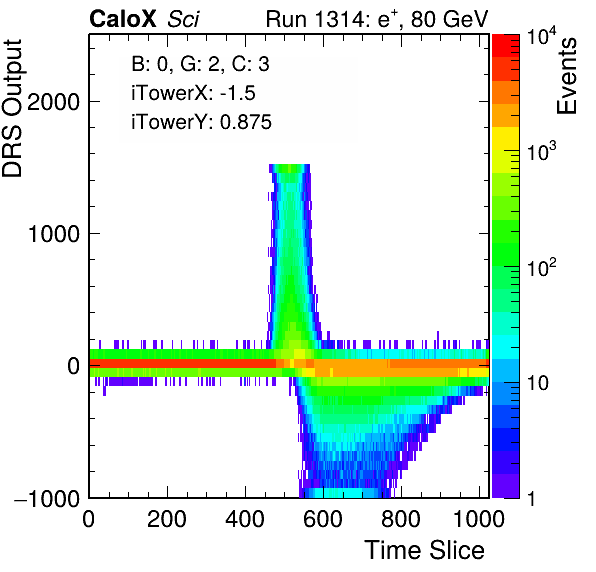 CaloX Sci
Run 1314: e+, 80 GeV
B: 0, G: 2, C: 3
iTowerX: -1.5
iTowerY: 0.875
DRS Output
2000
1000
0
−1000
0
200
400
600
800
1000
Time Slice
Events
10^4
10^3
10^2
10
1